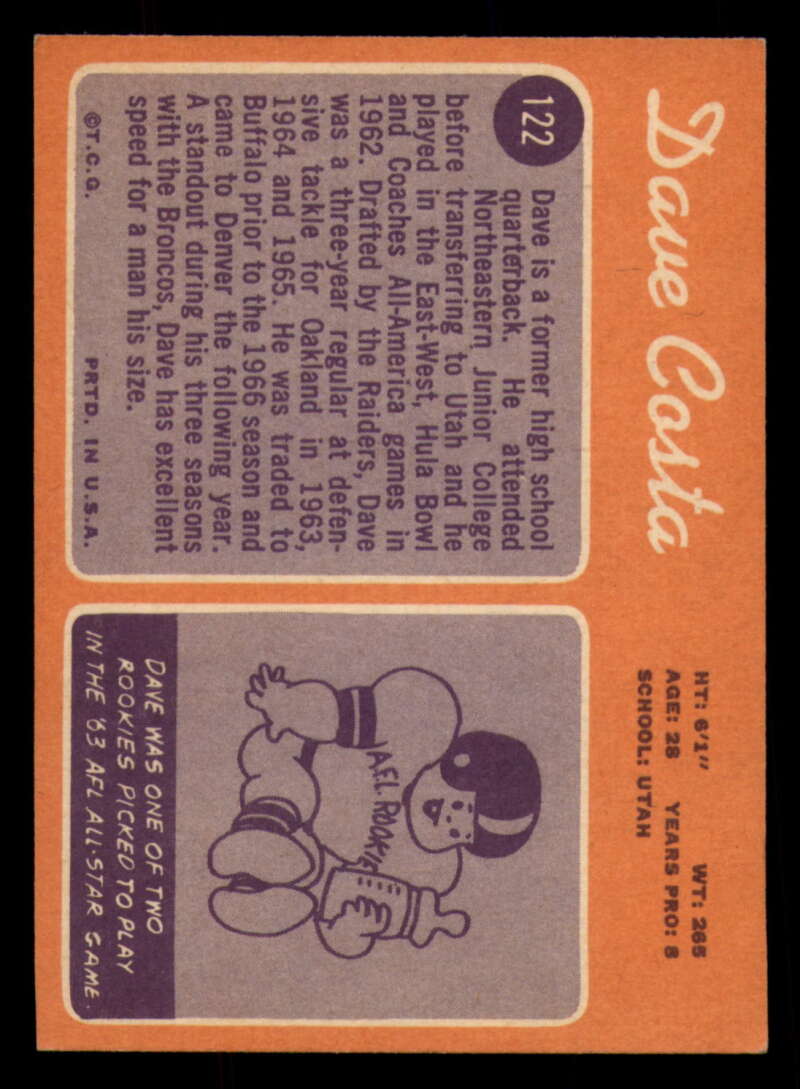 Dave Costa
HT: 6'1" WT: 265
AGE: 28 YEARS PRO: 8
SCHOOL: UTAH
122
Dave is a former high school
quarterback. He attended
Northeastern Junior College
before transferring to Utah and he
played in the East-West, Hula Bowl
and Coaches All-America games in
1962. Drafted by the Raiders, Dave
was a three-year regular at defen-
sive tackle for Oakland in 1963,
1964 and 1965. He was traded to
Buffalo prior to the 1966 season and
came to Denver the following year.
A standout during his three seasons
with the Broncos, Dave has excellent
speed for a man his size.
©T.C.G. PRTD. IN U.S.A.
A.F.L. ROOKIE
DAVE WAS ONE OF TWO
ROOKIES PICKED TO PLAY
IN THE '63 AFL ALL-STAR GAME.